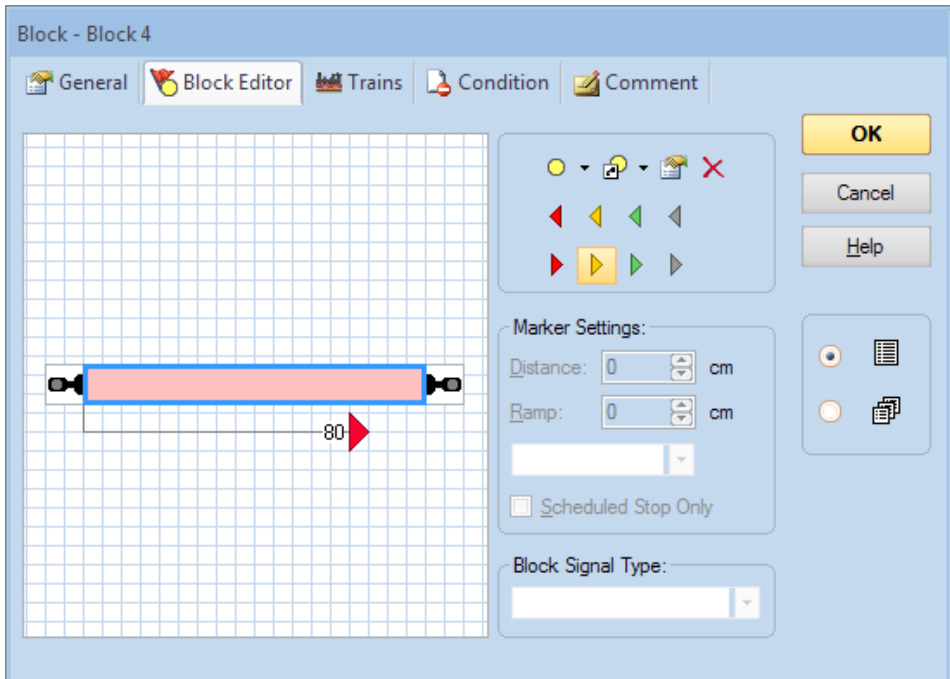 Block - Block 4
General Block Editor Trains Condition Comment
OK
Cancel
Help
Marker Settings:
Distance: 0 cm
Ramp: 0 cm
Scheduled Stop Only
Block Signal Type:
80